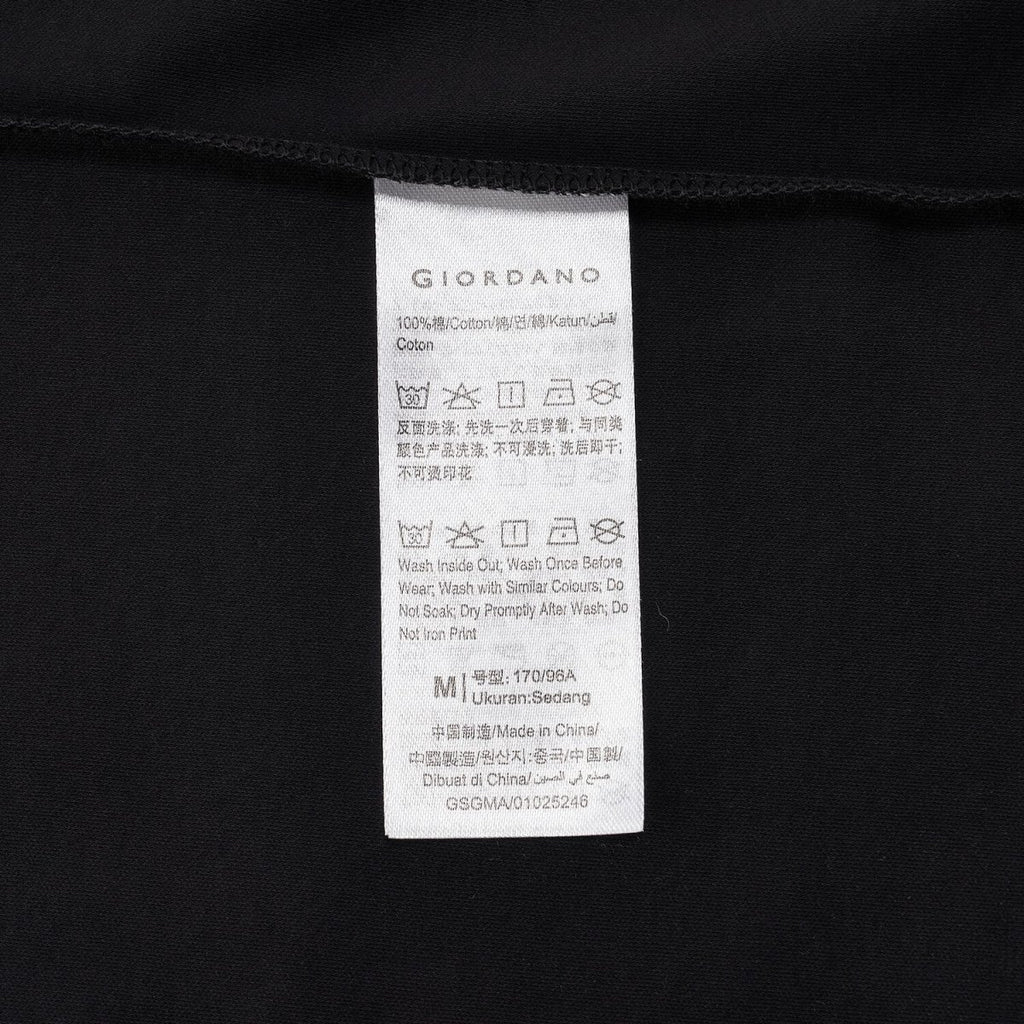 GIORDANO
100%棉/Cotton/綿/면/綿/Katun/قطن/
Coton
30
反面洗涤; 先洗一次后穿着; 与同类
颜色产品洗涤; 不可浸洗; 洗后即干;
不可烫印花
30
Wash Inside Out; Wash Once Before
Wear; Wash with Similar Colours; Do
Not Soak; Dry Promptly After Wash; Do
Not Iron Print
M 号型: 170/96A
Ukuran:Sedang
中国制造/Made in China/
中國製造/원산지:중국/中国製/
Dibuat di China/صنع في الصين
GSGMA/01025246